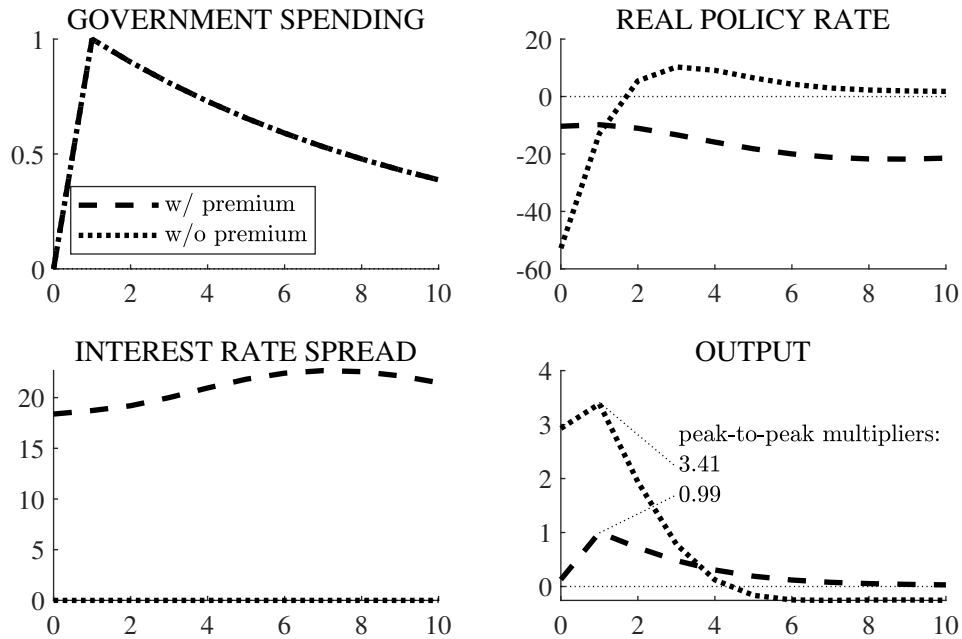 GOVERNMENT SPENDING
1
0.5
0
0 2 4 6 8 10
w/ premium
w/o premium
REAL POLICY RATE
20
0
-20
-40
-60
0 2 4 6 8 10
INTEREST RATE SPREAD
20
15
10
5
0
0 2 4 6 8 10
OUTPUT
4
3
2
1
0
0 2 4 6 8 10
peak-to-peak multipliers:
3.41
0.99